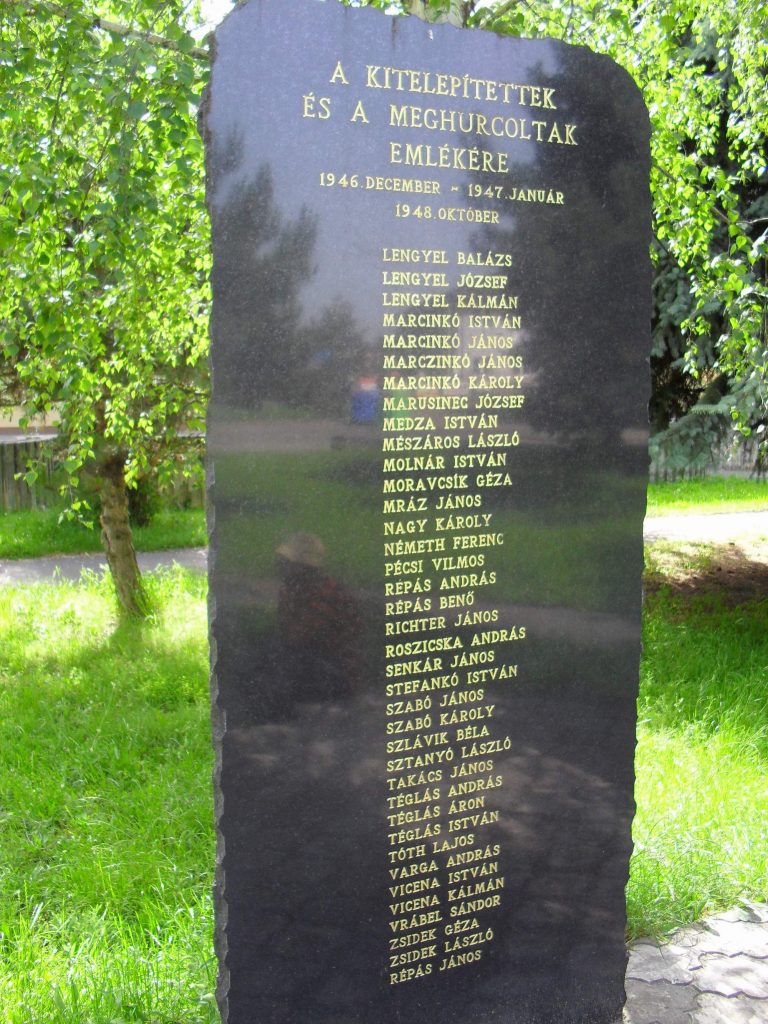 A KITELEPÍTETTEK
ÉS A MEGHURCOLTAK
EMLÉKÉRE
1946.DECEMBER - 1947.JANUÁR
1948.OKTÓBER
LENGYEL BALÁZS
LENGYEL JÓZSEF
LENGYEL KÁLMÁN
MARCINKÓ ISTVÁN
MARCINKÓ JÁNOS
MARCZINKÓ JÁNOS
MARCINKÓ KÁROLY
MARUSINEC JÓZSEF
MEDZA ISTVÁN
MÉSZÁROS LÁSZLÓ
MOLNÁR ISTVÁN
MORAVCSÍK GÉZA
MRÁZ JÁNOS
NAGY KÁROLY
NÉMETH FERENC
PÉCSI VILMOS
RÉPÁS ANDRÁS
RÉPÁS BENŐ
RICHTER JÁNOS
ROSZICSKA ANDRÁS
SENKÁR JÁNOS
STEFANKÓ ISTVÁN
SZABÓ JÁNOS
SZABÓ KÁROLY
SZLÁVIK BÉLA
SZTANYÓ LÁSZLÓ
TAKÁCS JÁNOS
TÉGLÁS ANDRÁS
TÉGLÁS ÁRON
TÉGLÁS ISTVÁN
TÓTH LAJOS
VARGA ANDRÁS
VICENA ISTVÁN
VICENA KÁLMÁN
VRÁBEL SÁNDOR
ZSIDEK GÉZA
ZSIDEK LÁSZLÓ
RÉPÁS JÁNOS